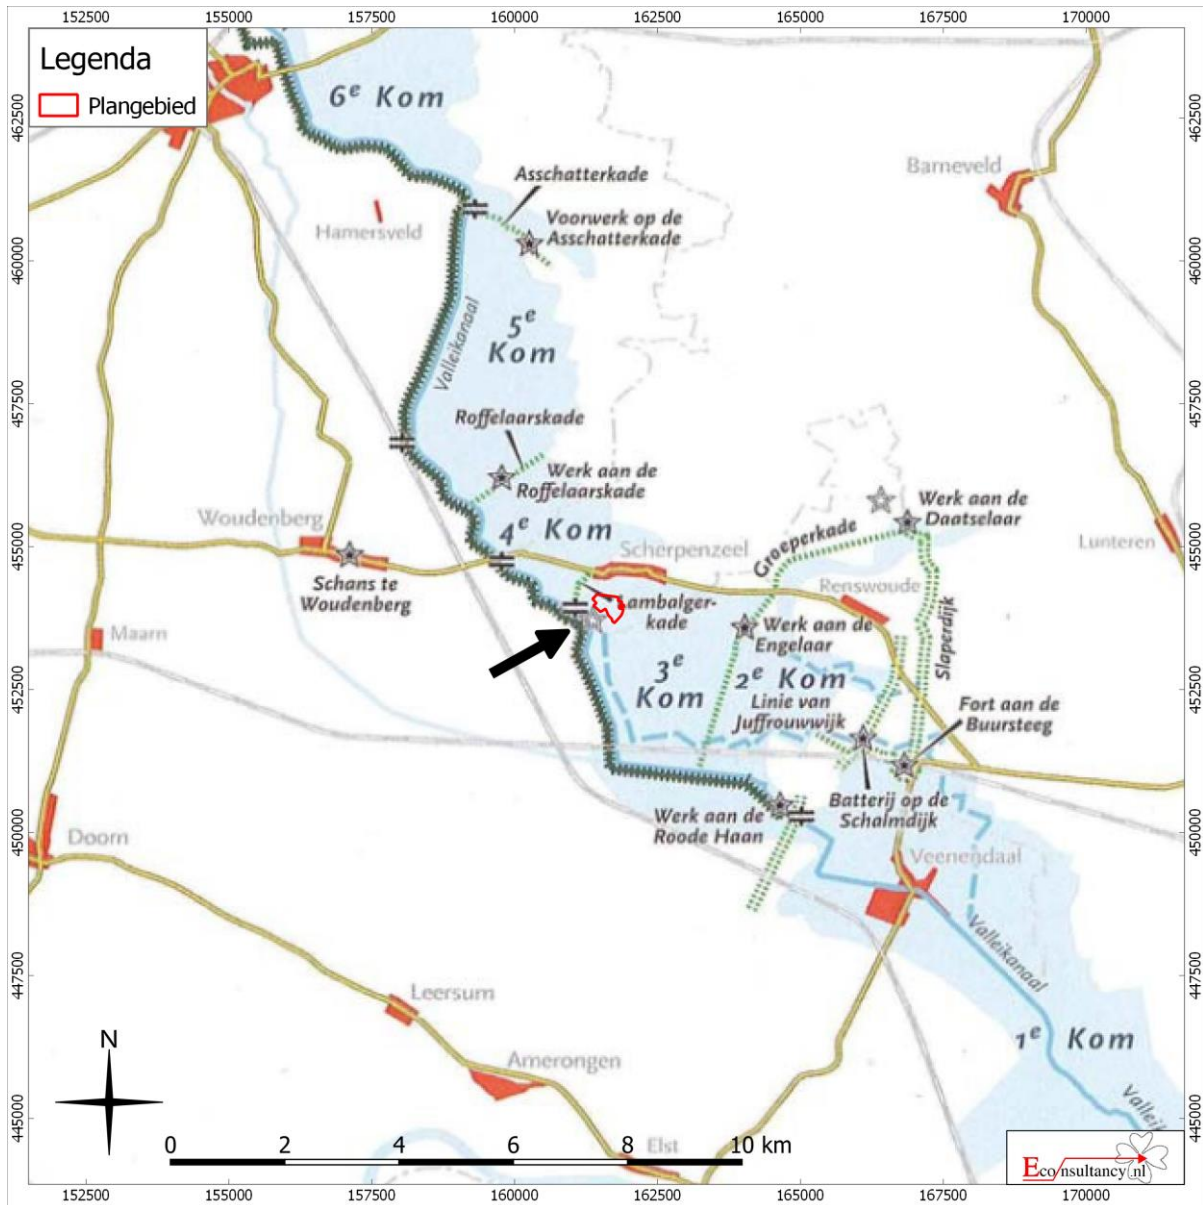 152500 155000 157500 160000 162500 165000 167500 170000
Legenda
Plangebied
6e Kom
462500
462500
Barneveld
Asschatterkade
Voorwerk op de
Asschatterkade
Hamersveld
460000
460000
Valleikanaal
5e
Kom
457500
457500
Roffelaarskade
Werk aan de
Roffelaarskade
Woudenberg
4e Kom
Groeperkade
Werk aan de
Daatselaar
455000
455000
Scherpenzeel
Lunteren
Schans te
Woudenberg
Renswoude
Lambalger-
kade
Maarn
Werk aan de
Engelaar
Slaperdijk
3e
Kom
2e Kom
452500
452500
Linie van
Juffrouwwijk
Fort aan de
Buursteeg
Werk aan de
Roode Haan
Batterij op de
Schalmdijk
450000
450000
Doorn
Veenendaal
Valleikanaal
447500
447500
Leersum
1e Kom
N
Amerongen
Valleik
445000
445000
0 2 4 6 8 10 km
Elst
Econsultancy.nl
152500 155000 157500 160000 162500 165000 167500 170000